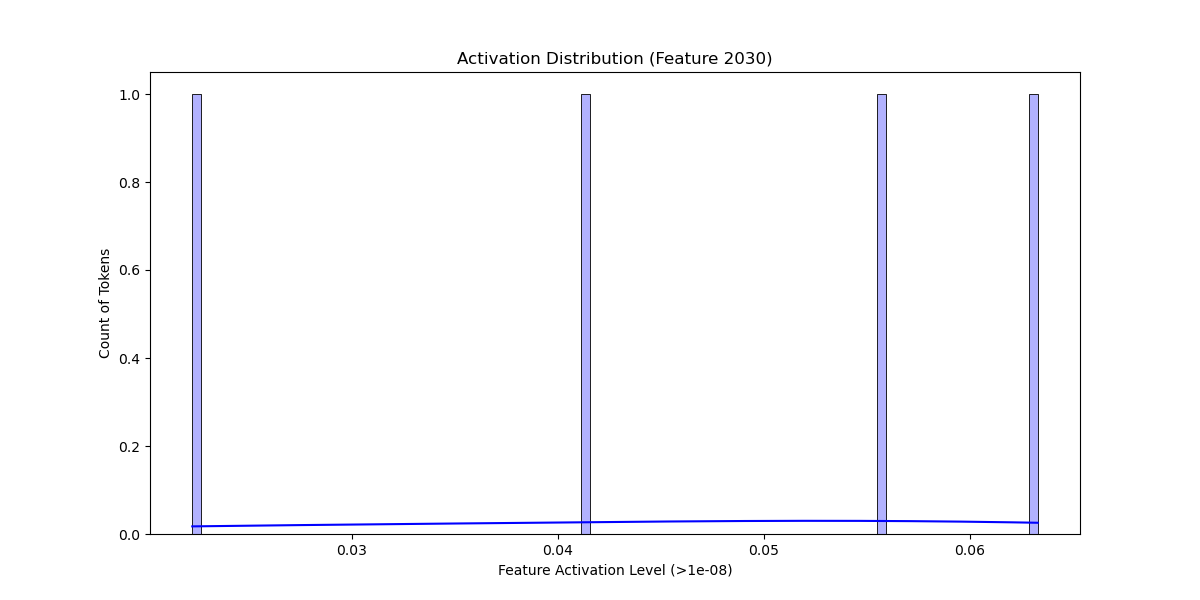 Activation Distribution (Feature 2030)
Count of Tokens
1.0
0.8
0.6
0.4
0.2
0.0
0.03 0.04 0.05 0.06
Feature Activation Level (>1e-08)